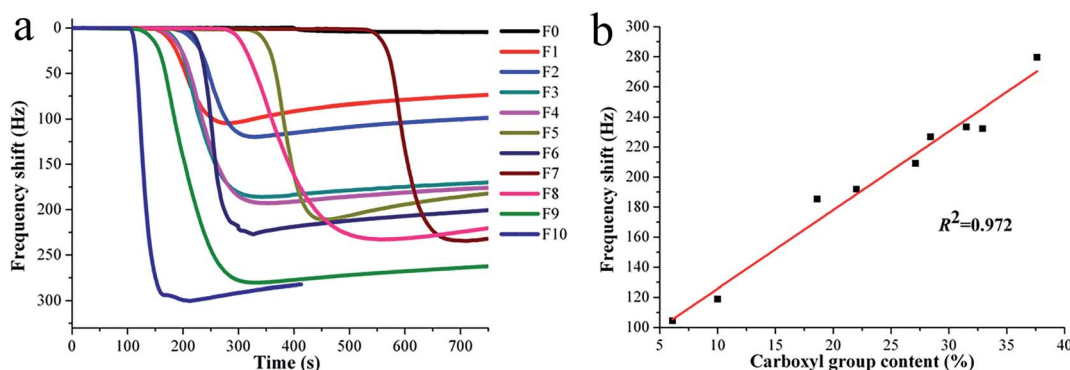 a
Frequency shift (Hz)
0
50
100
150
200
250
300
0 100 200 300 400 500 600 700
Time (s)
F0
F1
F2
F3
F4
F5
F6
F7
F8
F9
F10
b
Frequency shift (Hz)
300
280
260
240
220
200
180
160
140
120
100
R²=0.972
5 10 15 20 25 30 35 40
Carboxyl group content (%)